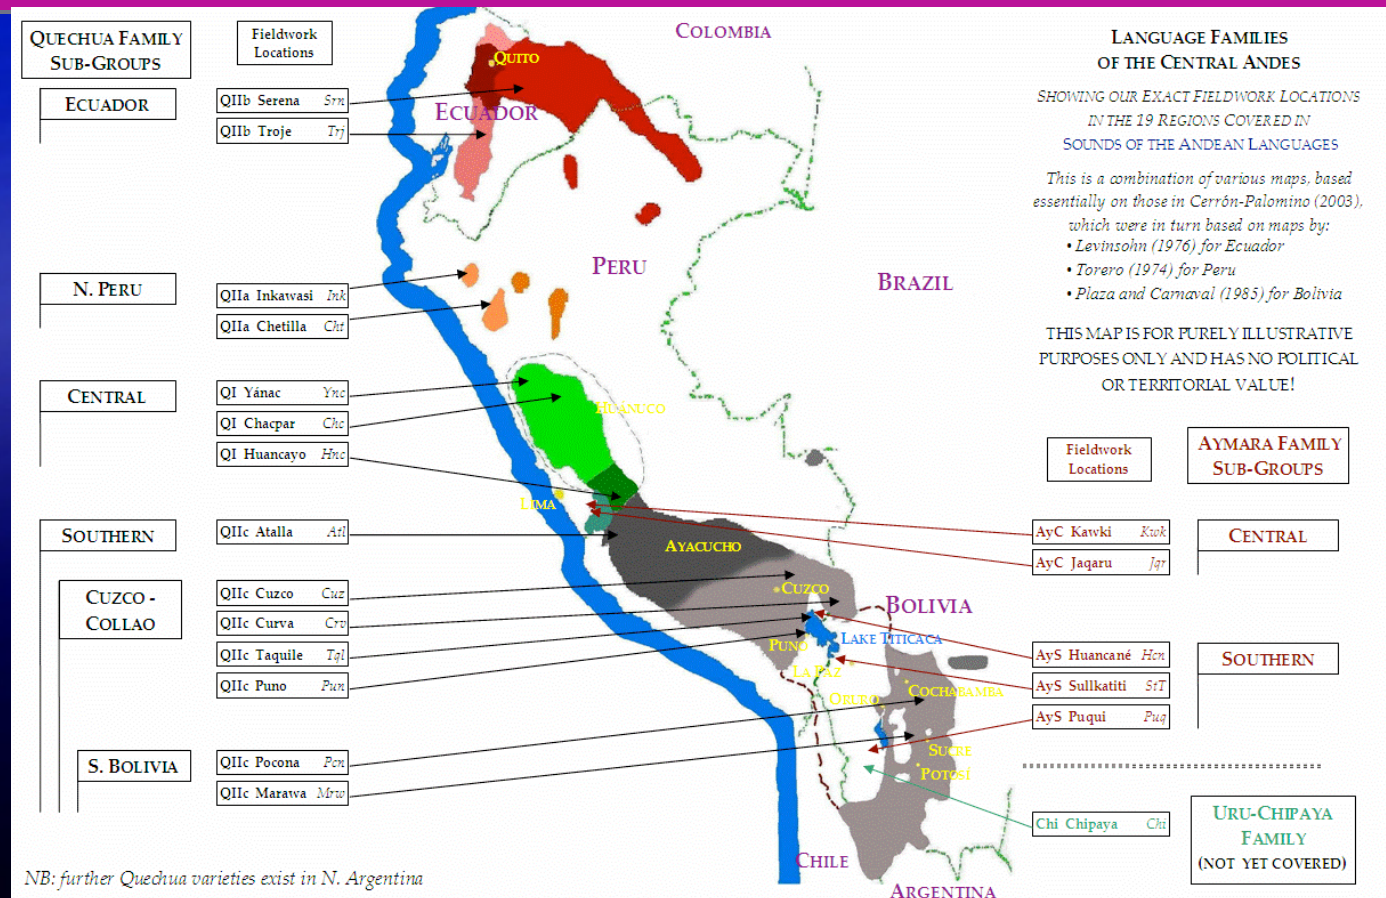 QUECHUA FAMILY
SUB-GROUPS
Fieldwork
Locations
ECUADOR
QIIb Serena Srn
QIIb Troje Trj
N. PERU
QIIa Inkawasi Ink
QIIa Chetilla Cht
CENTRAL
QI Yánac Ync
QI Chacpar Chc
QI Huancayo Hnc
SOUTHERN
QIIc Atalla Atl
CUZCO -
COLLAO
QIIc Cuzco Cuz
QIIc Curva Crv
QIIc Taquile Tql
QIIc Puno Pun
S. BOLIVIA
QIIc Pocona Pcn
QIIc Marawa Mrw
NB: further Quechua varieties exist in N. Argentina
COLOMBIA
QUITO
ECUADOR
PERU
BRAZIL
HUÁNUCO
LIMA
AYACUCHO
CUZCO
BOLIVIA
PUNO
LAKE TITICACA
LA PAZ
ORURO
COCHABAMBA
SUCRE
POTOSÍ
CHILE
ARGENTINA
LANGUAGE FAMILIES
OF THE CENTRAL ANDES
SHOWING OUR EXACT FIELDWORK LOCATIONS
IN THE 19 REGIONS COVERED IN
SOUNDS OF THE ANDEAN LANGUAGES
This is a combination of various maps, based
essentially on those in Cerrón-Palomino (2003),
which were in turn based on maps by:
• Levinsohn (1976) for Ecuador
• Torero (1974) for Peru
• Plaza and Carnaval (1985) for Bolivia
THIS MAP IS FOR PURELY ILLUSTRATIVE
PURPOSES ONLY AND HAS NO POLITICAL
OR TERRITORIAL VALUE!
Fieldwork
Locations
AYMARA FAMILY
SUB-GROUPS
AyC Kawki Kwk
AyC Jaqaru Jqr
CENTRAL
AyS Huancané Hcn
AyS Sullkatiti StT
AyS Puqui Puq
SOUTHERN
Chi Chipaya Chi
URU-CHIPAYA
FAMILY
(NOT YET COVERED)